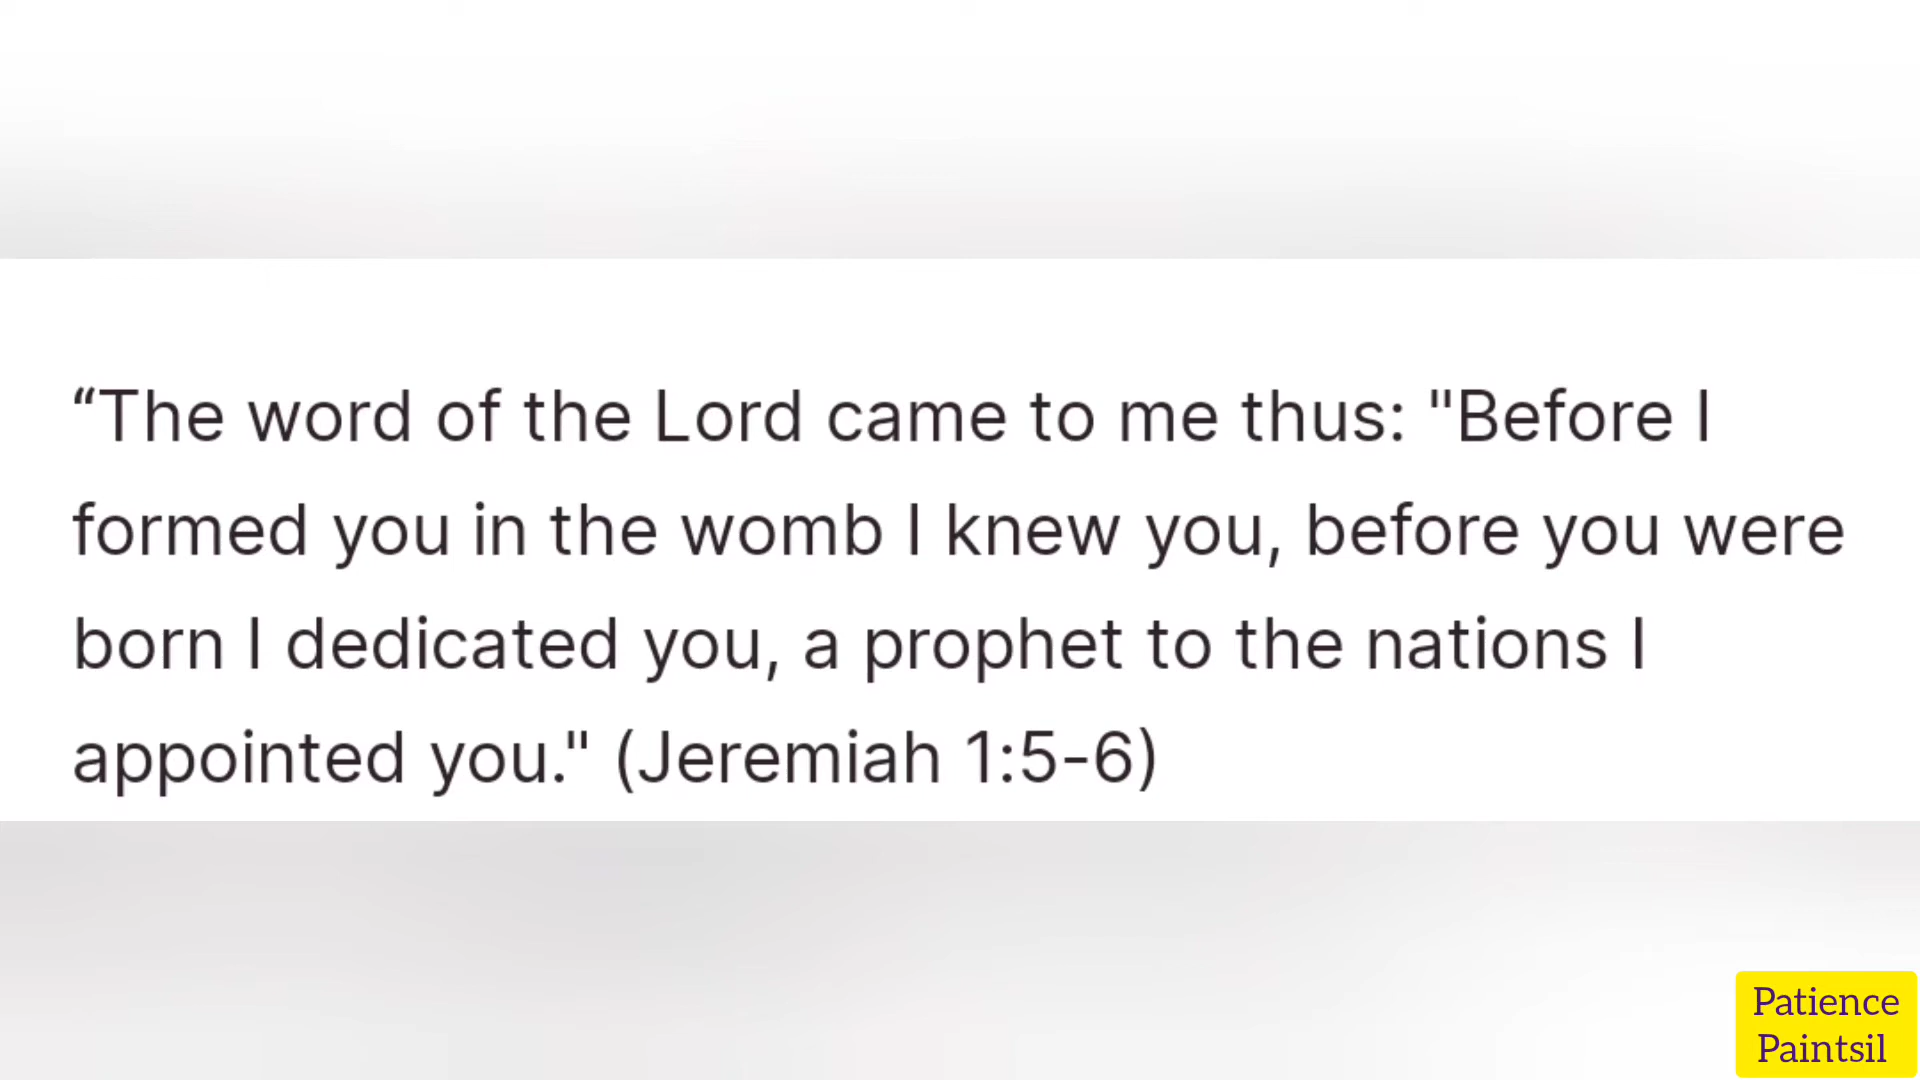 “The word of the Lord came to me thus: "Before I
formed you in the womb I knew you, before you were
born I dedicated you, a prophet to the nations I
appointed you." (Jeremiah 1:5-6)
Patience
Paintsil